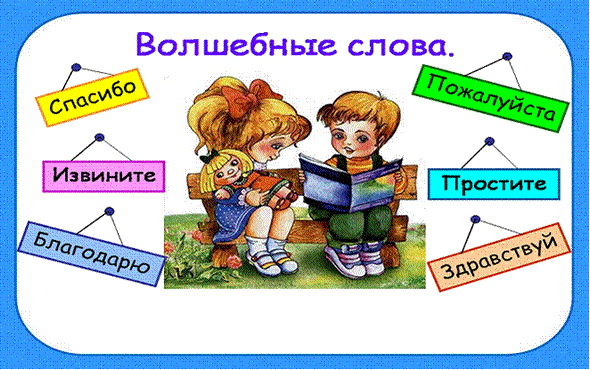 Волшебные слова.
Спасибо
Извините
Благодарю
Пожалуйста
Простите
Здравствуй